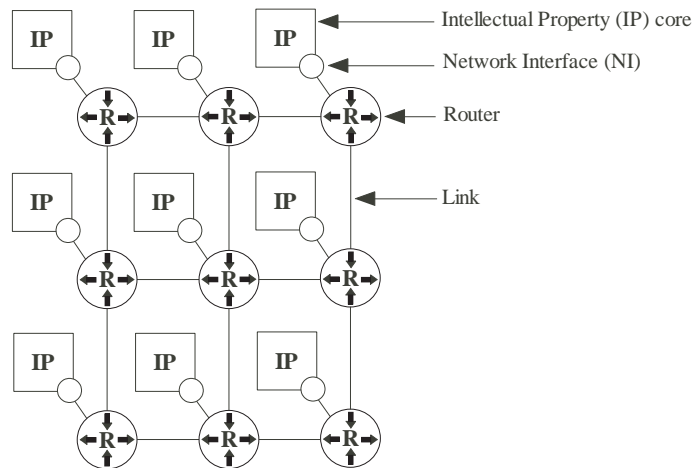 Intellectual Property (IP) core
IP IP IP
Network Interface (NI)
R R R
Router
IP IP IP
Link
R R R
IP IP IP
R R R